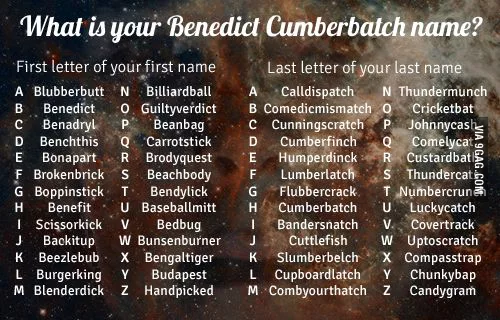 What is your Benedict Cumberbatch name?
First letter of your first name
A Blubberbutt N Billiardball
B Benedict O Guiltyverdict
C Benadryl P Beanbag
D Benchthis Q Carrotstick
E Bonapart R Brodyquest
F Brokenbrick S Beachbody
G Boppinstick T Bendylick
H Benefit U Baseballmitt
I Scissorkick V Bedbug
J Backitup W Bunsenburner
K Beezlebub X Bengaltiger
L Burgerking Y Budapest
M Blenderdick Z Handpicked
Last letter of your last name
A Calldispatch N Thundermunch
B Comedicmismatch O Cricketbat
C Cunningscratch P Johnnycash
D Cumberfinch Q Comelycat
E Humperdinck R Custardbath
F Lumberlatch S Thundercats
G Flubbercrack T Numbercrunch
H Cumberbatch U Luckycatch
I Bandersnatch V Covertrack
J Cuttlefish W Uptoscratch
K Slumberbelch X Compasstrap
L Cupboardlatch Y Chunkybap
M Combyourthatch Z Candygram
VIA 9GAG.COM